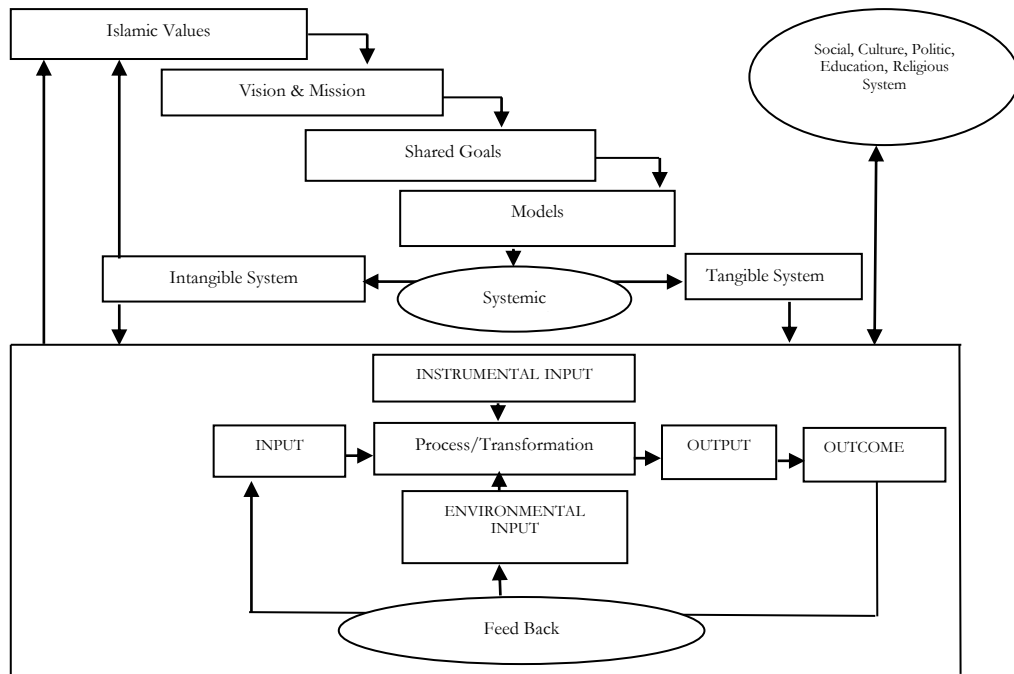 Islamic Values
Social, Culture, Politic,
Education, Religious
System
Vision & Mission
Shared Goals
Models
Intangible System
Systemic
Tangible System
INSTRUMENTAL INPUT
INPUT
Process/Transformation
OUTPUT
OUTCOME
ENVIRONMENTAL
INPUT
Feed Back